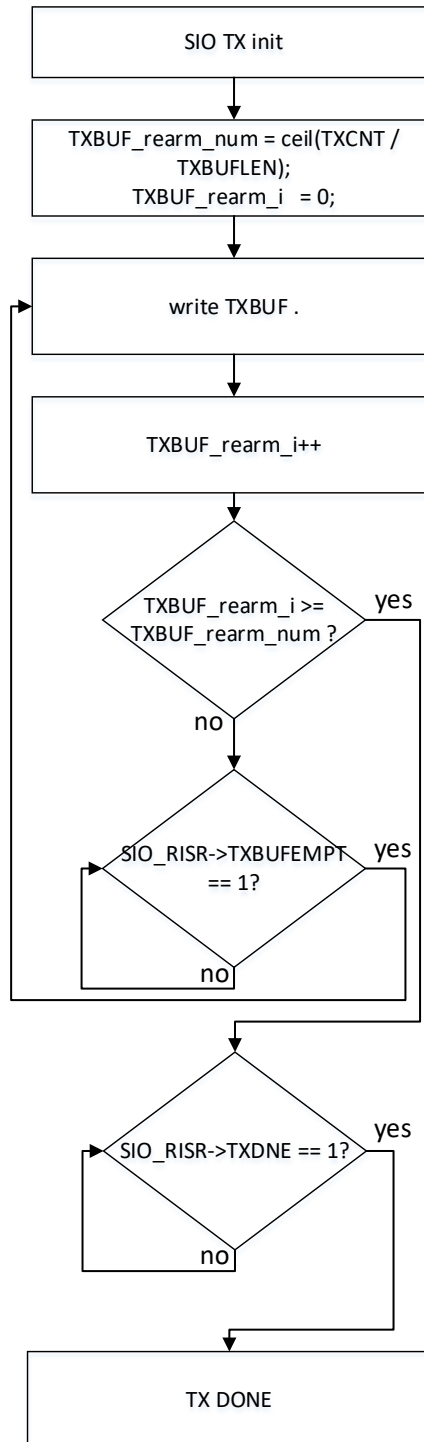 SIO TX init
TXBUF_rearm_num = ceil(TXCNT /
TXBUFLEN);
TXBUF_rearm_i  = 0;
write TXBUF .
TXBUF_rearm_i++
TXBUF_rearm_i >=
TXBUF_rearm_num ?
yes
no
SIO_RISR->TXBUFEMPT
== 1?
yes
no
SIO_RISR->TXDNE == 1?
yes
no
TX DONE